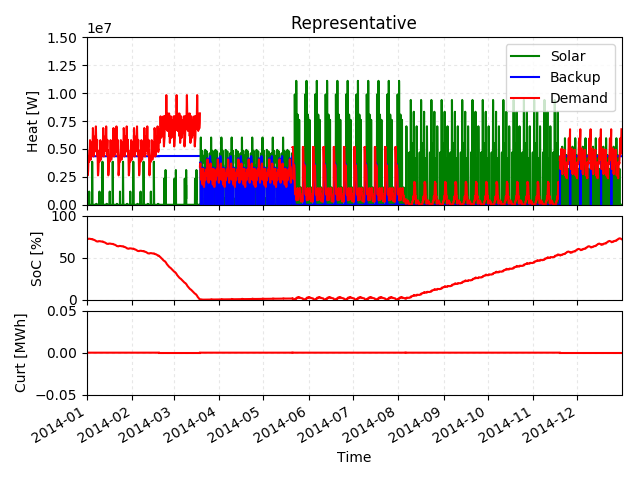 Representative
1e7
1.50
1.25
1.00
0.75
0.50
0.25
0.00
Heat [W]
Solar
Backup
Demand
100
50
0
SoC [%]
0.05
0.00
−0.05
Curt [MWh]
2014-01
2014-02
2014-03
2014-04
2014-05
2014-06
2014-07
2014-08
2014-09
2014-10
2014-11
2014-12
Time